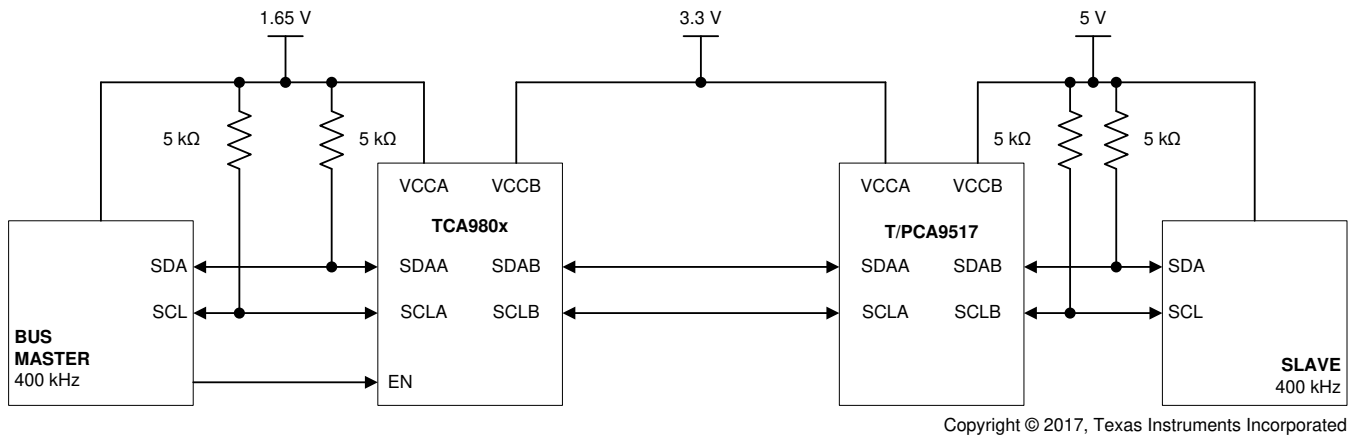 1.65 V
3.3 V
5 V
5 kΩ
5 kΩ
5 kΩ
5 kΩ
VCCA
VCCB
TCA980x
SDAA
SDAB
SCLA
SCLB
EN
VCCA
VCCB
T/PCA9517
SDAA
SDAB
SCLA
SCLB
SDA
SCL
BUS
MASTER
400 kHz
SDA
SCL
SLAVE
400 kHz
Copyright © 2017, Texas Instruments Incorporated